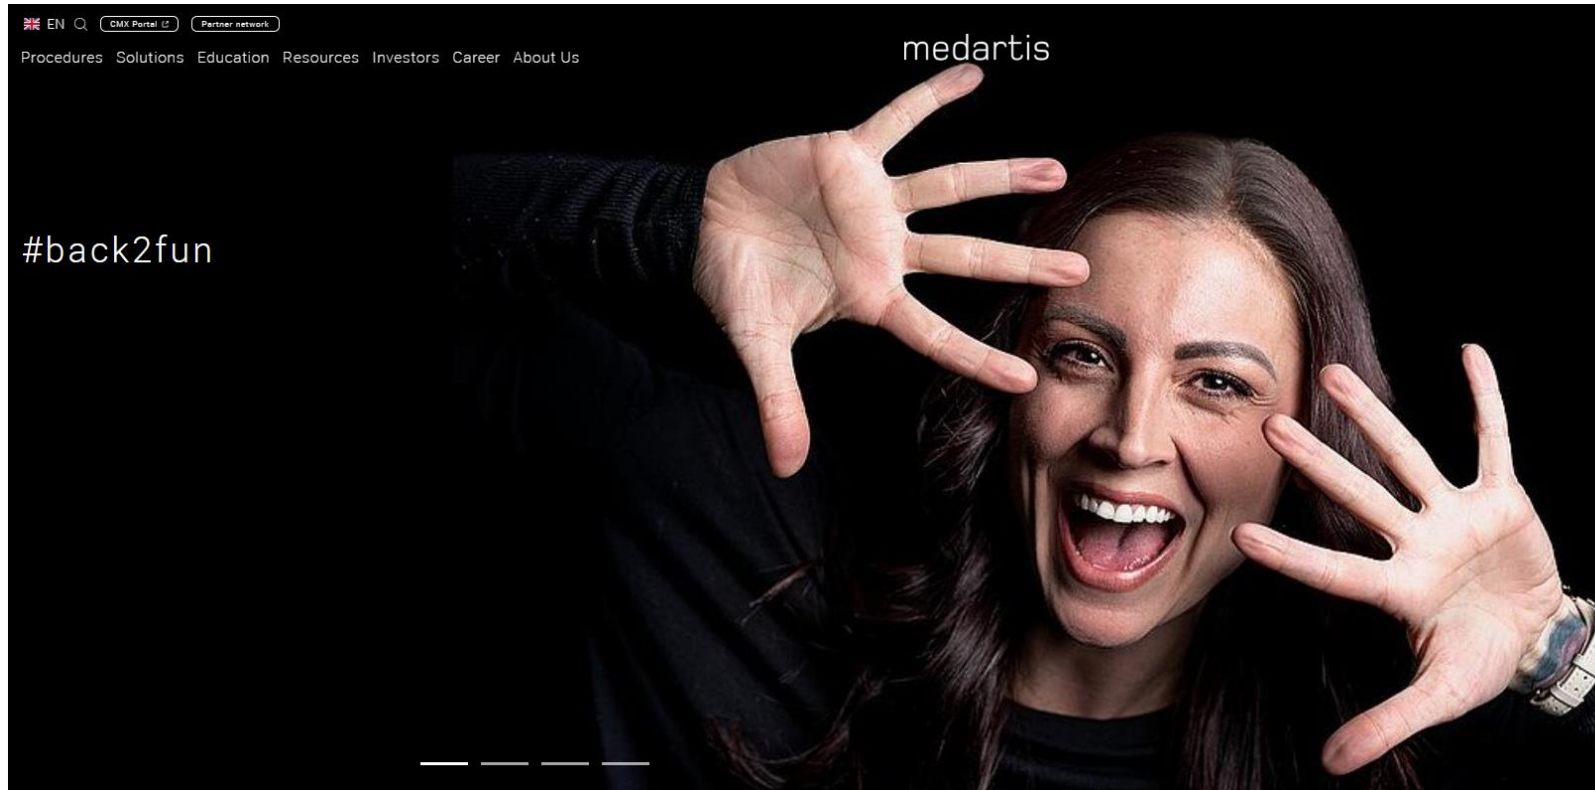 EN CMX Portal Partner network
Procedures Solutions Education Resources Investors Career About Us
medartis
#back2fun